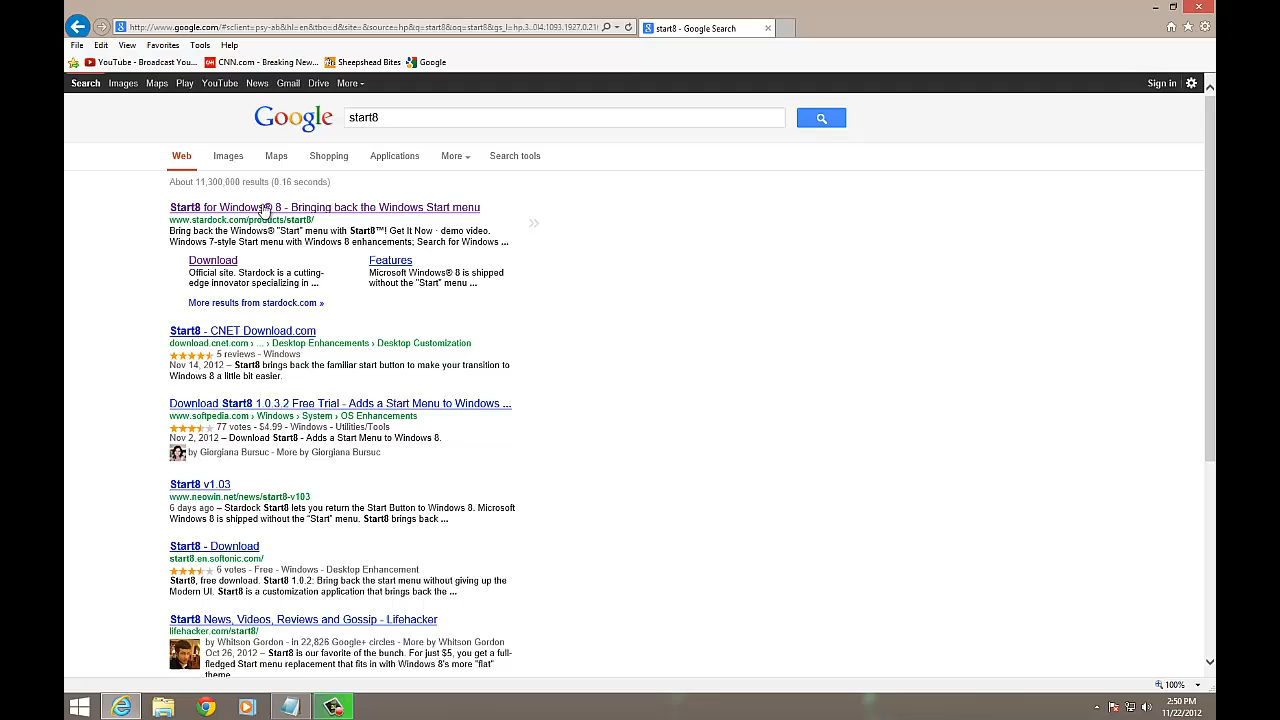 http://www.google.com/#sclient=psy-ab&hl=en&tbo=d&site=&source=hp&q=start8&oq=start8&gs_l=hp.3...0l4.1093.1927.0.21
start8 - Google Search
File Edit View Favorites Tools Help
YouTube - Broadcast You... CNN.com - Breaking New... Sheepshead Bites Google
Search Images Maps Play YouTube News Gmail Drive More Sign in
Google start8
Web Images Maps Shopping Applications More Search tools
About 11,300,000 results (0.16 seconds)
Start8 for Windows® 8 - Bringing back the Windows Start menu
www.stardock.com/products/start8/
Bring back the Windows® "Start" menu with Start8™! Get It Now · demo video.
Windows 7-style Start menu with Windows 8 enhancements; Search for Windows ...
Download Features
Official site. Stardock is a cutting- Microsoft Windows® 8 is shipped
edge innovator specializing in ... without the "Start" menu ...
More results from stardock.com »
Start8 - CNET Download.com
download.cnet.com › ... › Desktop Enhancements › Desktop Customization
5 reviews - Windows
Nov 14, 2012 – Start8 brings back the familiar start button to make your transition to
Windows 8 a little bit easier.
Download Start8 1.0.3.2 Free Trial - Adds a Start Menu to Windows ...
www.softpedia.com › Windows › System › OS Enhancements
77 votes - $4.99 - Windows - Utilities/Tools
Nov 2, 2012 – Download Start8 - Adds a Start Menu to Windows 8.
by Giorgiana Bursuc - More by Giorgiana Bursuc
Start8 v1.03
www.neowin.net/news/start8-v103
6 days ago – Stardock Start8 lets you return the Start Button to Windows 8. Microsoft
Windows 8 is shipped without the "Start" menu. Start8 brings back ...
Start8 - Download
start8.en.softonic.com/
6 votes - Free - Windows - Desktop Enhancement
Start8, free download. Start8 1.0.2: Bring back the start menu without giving up the
Modern UI. Start8 is a customization application that brings back the ...
Start8 News, Videos, Reviews and Gossip - Lifehacker
lifehacker.com/start8/
by Whitson Gordon - in 22,826 Google+ circles - More by Whitson Gordon
Oct 26, 2012 – Start8 is our favorite of the bunch. For just $5, you get a full-
fledged Start menu replacement that fits in with Windows 8's more "flat"
theme.
100%
2:50 PM
11/22/2012